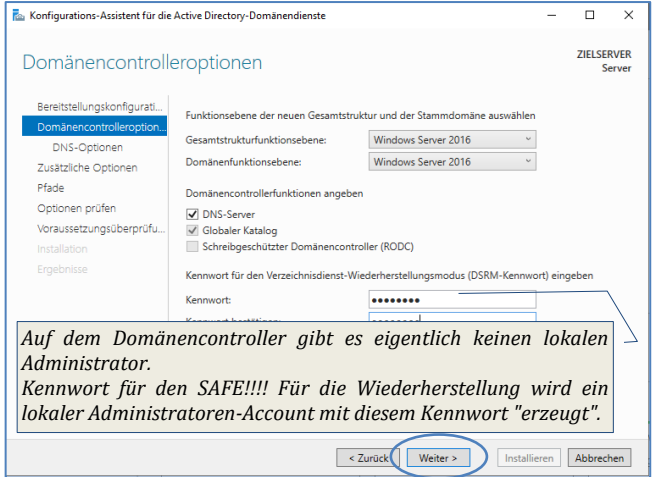 Konfigurations-Assistent für die Active Directory-Domänendienste
Domänencontrolleroptionen
ZIELSERVER
Server
Bereitstellungskonfigurati...
Domänencontrolleroption...
DNS-Optionen
Zusätzliche Optionen
Pfade
Optionen prüfen
Voraussetzungsüberprüfu...
Installation
Ergebnisse
Funktionsebene der neuen Gesamtstruktur und der Stammdomäne auswählen
Gesamtstrukturfunktionsebene: Windows Server 2016
Domänenfunktionsebene: Windows Server 2016
Domänencontrollerfunktionen angeben
DNS-Server
Globaler Katalog
Schreibgeschützter Domänencontroller (RODC)
Kennwort für den Verzeichnisdienst-Wiederherstellungsmodus (DSRM-Kennwort) eingeben
Kennwort: ●●●●●●●●
Kennwort bestätigen: ●●●●●●●●
Auf dem Domänencontroller gibt es eigentlich keinen lokalen
Administrator.
Kennwort für den SAFE!!!! Für die Wiederherstellung wird ein
lokaler Administratoren-Account mit diesem Kennwort "erzeugt".
< Zurück Weiter > Installieren Abbrechen